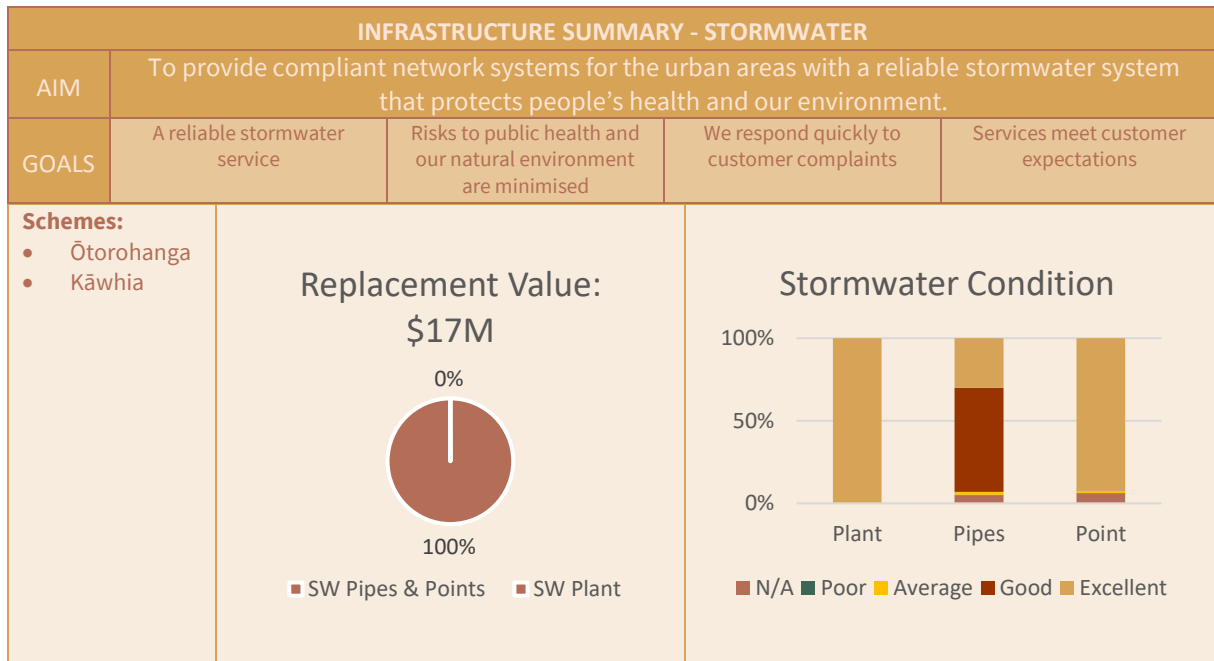 INFRASTRUCTURE SUMMARY - STORMWATER
AIM
To provide compliant network systems for the urban areas with a reliable stormwater system
that protects people’s health and our environment.
GOALS
A reliable stormwater
service
Risks to public health and
our natural environment
are minimised
We respond quickly to
customer complaints
Services meet customer
expectations
Schemes:
• Ōtorohanga
• Kāwhia
Replacement Value:
$17M
0%
100%
SW Pipes & Points SW Plant
Stormwater Condition
100%
50%
0%
Plant Pipes Point
N/A Poor Average Good Excellent